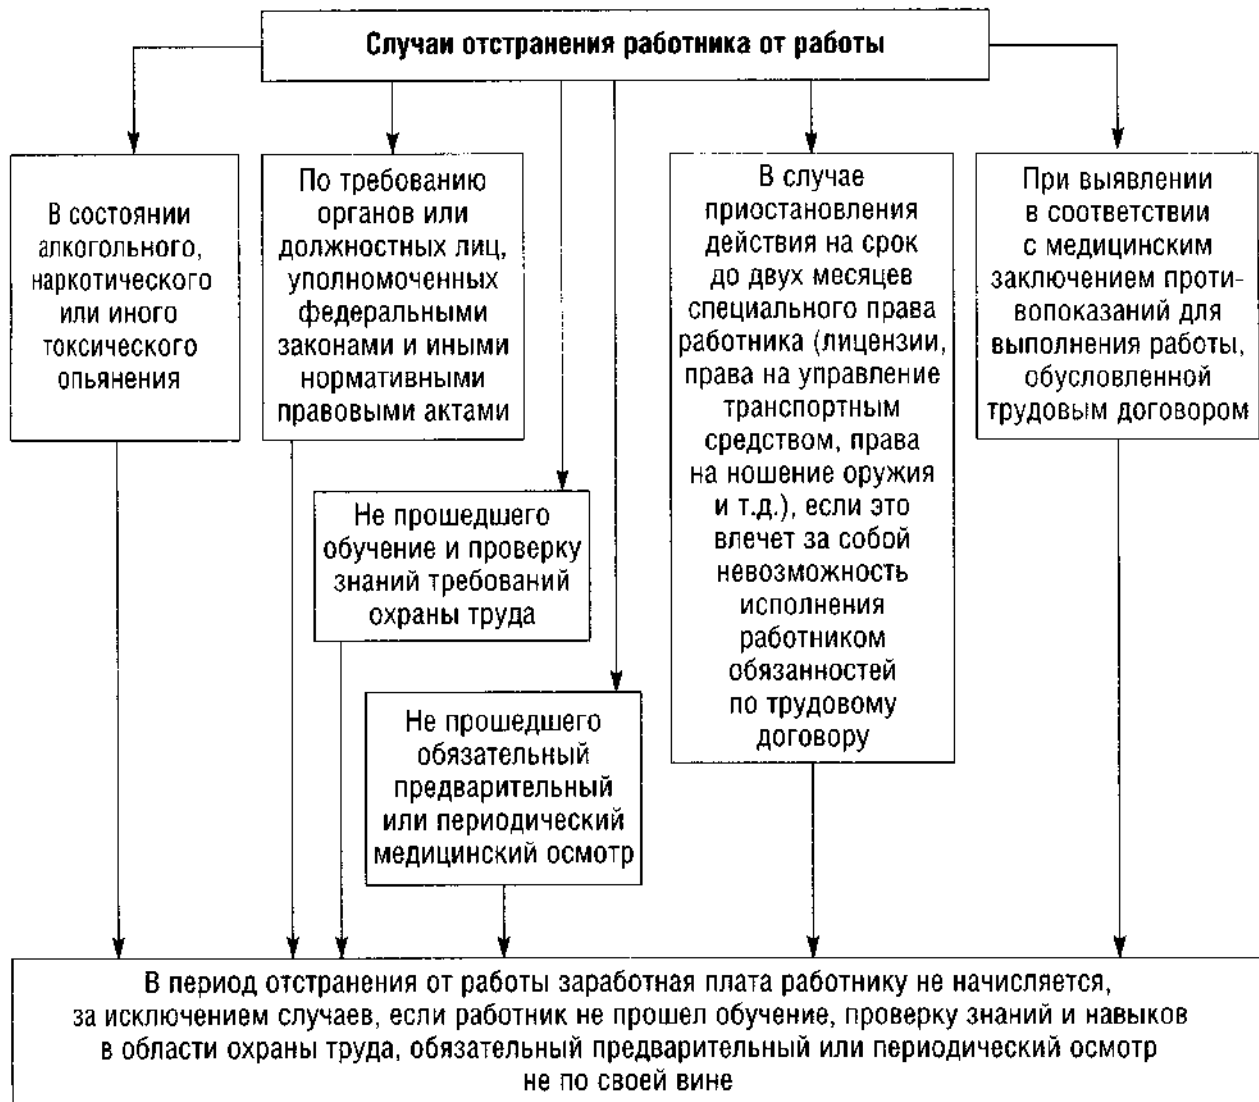 Случаи отстранения работника от работы
В состоянии
алкогольного,
наркотического
или иного
токсического
опьянения
По требованию
органов или
должностных лиц,
уполномоченных
федеральными
законами и иными
нормативными
правовыми актами
Не прошедшего
обучение и проверку
знаний требований
охраны труда
Не прошедшего
обязательный
предварительный
или периодический
медицинский осмотр
В случае
приостановления
действия на срок
до двух месяцев
специального права
работника (лицензии,
права на управление
транспортным
средством, права
на ношение оружия
и т.д.), если это
влечет за собой
невозможность
исполнения
работником
обязанностей
по трудовому
договору
При выявлении
в соответствии
с медицинским
заключением проти-
вопоказаний для
выполнения работы,
обусловленной
трудовым договором
В период отстранения от работы заработная плата работнику не начисляется,
за исключением случаев, если работник не прошел обучение, проверку знаний и навыков
в области охраны труда, обязательный предварительный или периодический осмотр
не по своей вине